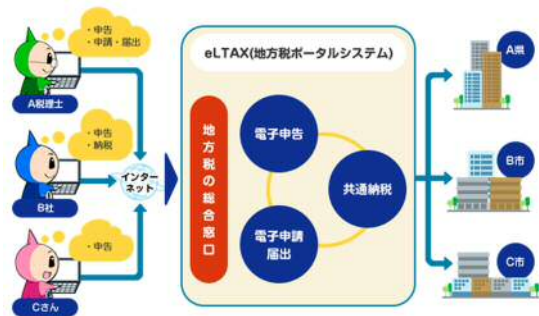 ・申告
・申請・届出
A税理士
・申告
・納税
B社
・申告
Cさん
インター
ネット
eLTAX(地方税ポータルシステム)
地方税の総合窓口
電子申告
共通納税
電子申請
届出
A県
B市
C市